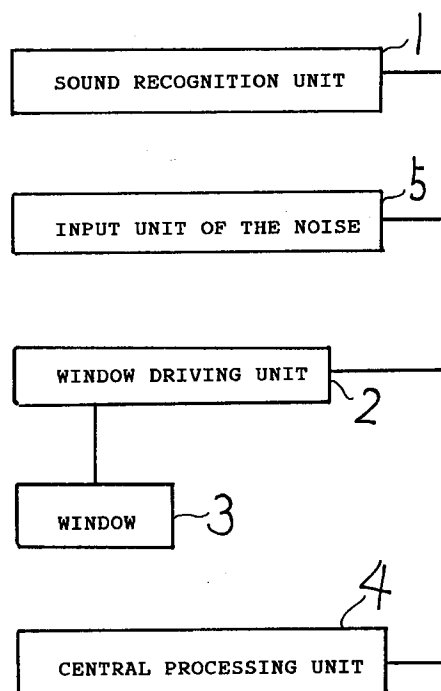 1
SOUND RECOGNITION UNIT
5
INPUT UNIT OF THE NOISE
WINDOW DRIVING UNIT
2
WINDOW
3
4
CENTRAL PROCESSING UNIT